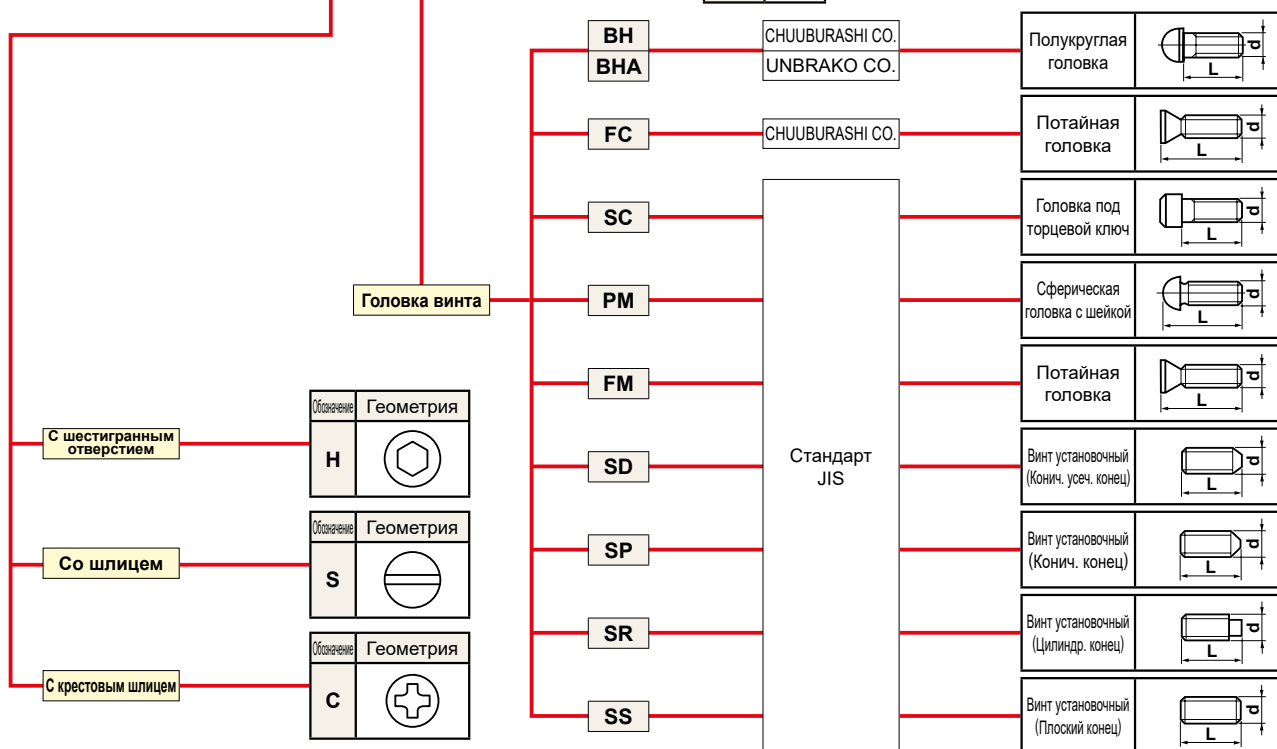 BH
BHA
CHUUBURASHI CO.
UNBRAKO CO.
Полукруглая
головка
d
L
FC
CHUUBURASHI CO.
Потайная
головка
d
L
SC
Головка под
торцевой ключ
d
L
Головка винта
PM
Сферическая
головка с шейкой
d
L
FM
Потайная
головка
d
L
Стандарт
JIS
SD
Винт установочный
(Конич. усеч. конец)
d
L
SP
Винт установочный
(Конич. конец)
d
L
SR
Винт установочный
(Цилиндр. конец)
d
L
SS
Винт установочный
(Плоский конец)
d
L
С шестигранным
отверстием
Обозначение Геометрия
H
Со шлицем
Обозначение Геометрия
S
С крестовым шлицем
Обозначение Геометрия
C